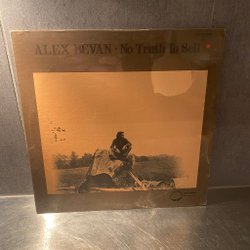 ALEX BEVAN · No Truth To Sell